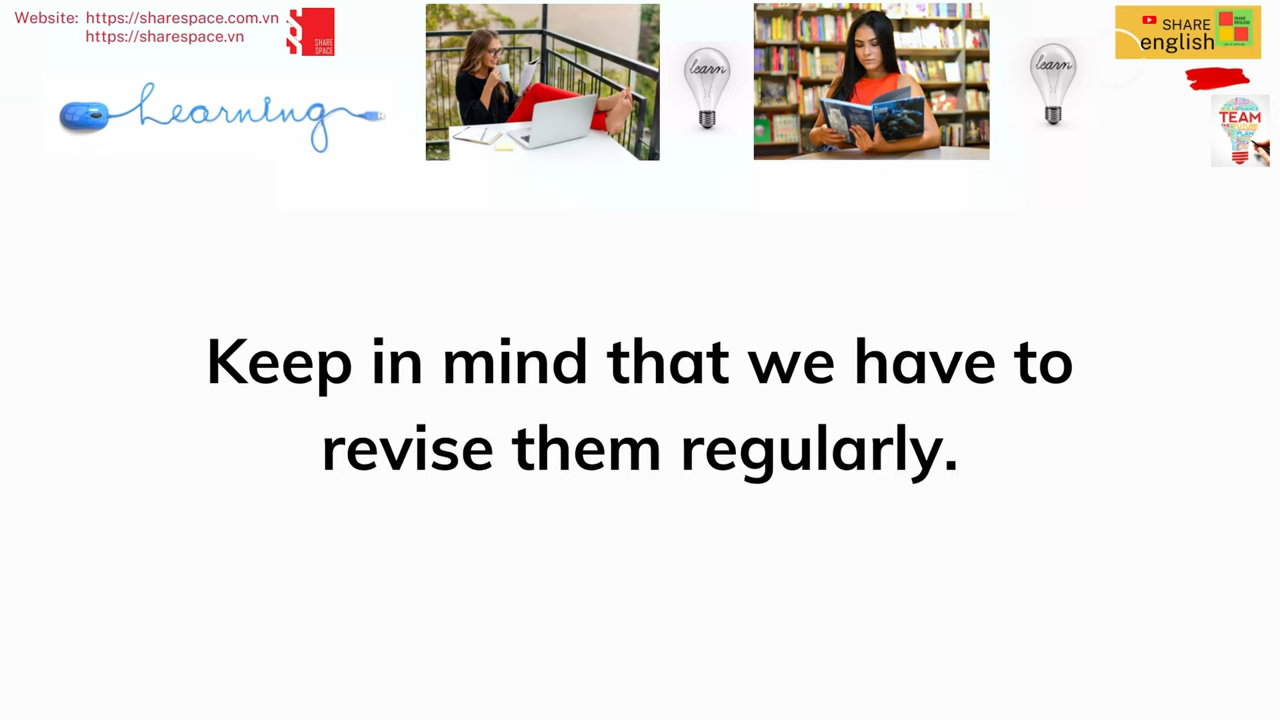 Website: https://sharespace.com.vn
https://sharespace.vn
SHARE
SPACE
Learning
learn
learn
SHARE
english
TEAM
PLAN
Keep in mind that we have to
revise them regularly.